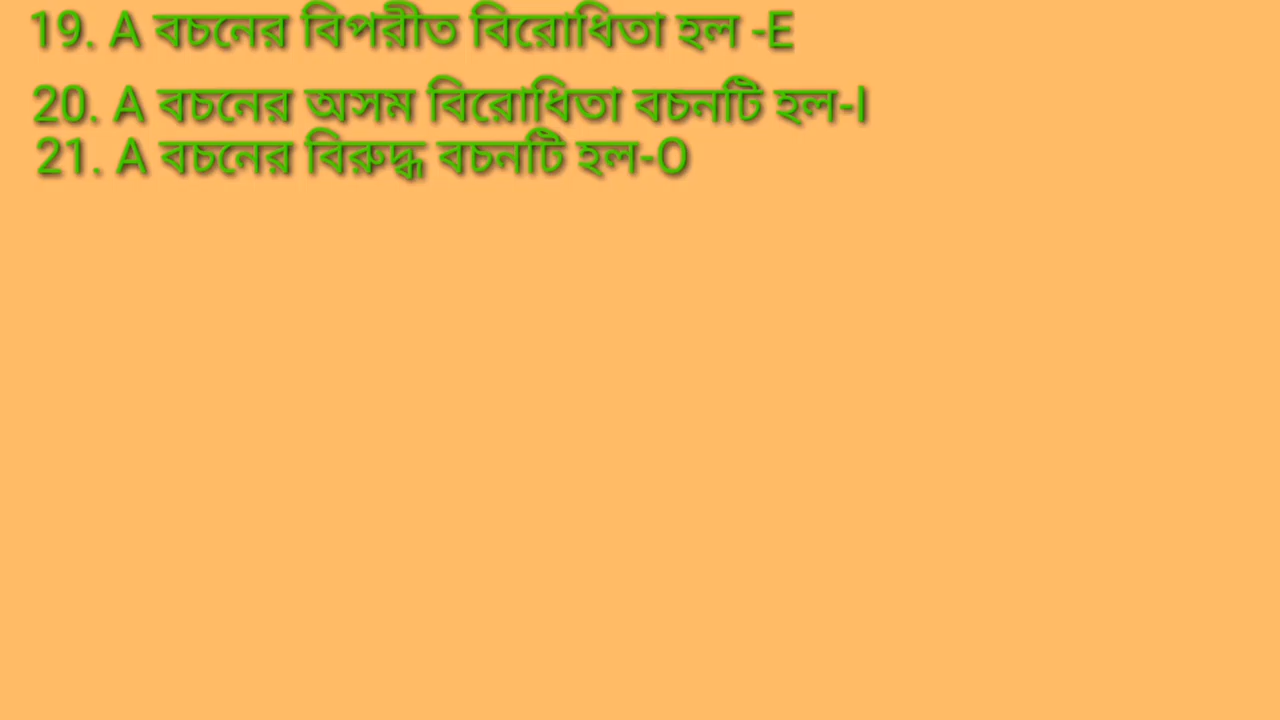 19. A বচনের বিপরীত বিরোধিতা হল -E
20. A বচনের অসম বিরোধিতা বচনটি হল-I
21. A বচনের বিরুদ্ধ বচনটি হল-O